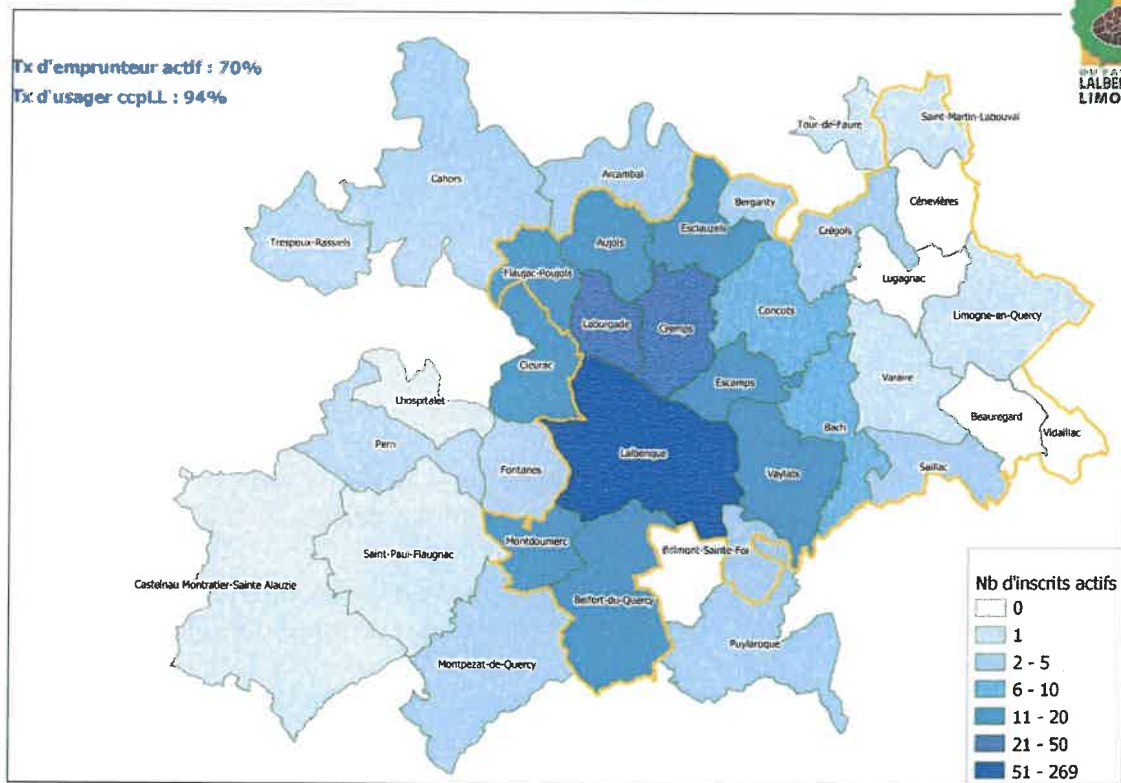 Tx d'emprunteur actif : 70%
Tx d'usager ccpLL : 94%
LIMO
Tour-de-Faure
Saint-Martin-Labouval
Cahors
Arcambal
Berganty
Cénevières
Trespoux-Rassiels
Aujols
Esclauzels
Crégols
Flaujac-Poujols
Lugagnac
Concots
Limogne-en-Quercy
Laburgade
Cremps
Cieurac
Varaire
Escamps
Lhospitalet
Beauregard
Bach
Vidaillac
Pern
Lalbenque
Fontanes
Saillac
Vaylats
Montdoumerc
Saint-Paul-Flaugnac
Belmont-Sainte-Foi
Castelnau Montratier-Sainte Alauzie
Belfort-du-Quercy
Puylaroque
Montpezat-de-Quercy
Nb d'inscrits actifs
0
1
2 - 5
6 - 10
11 - 20
21 - 50
51 - 269